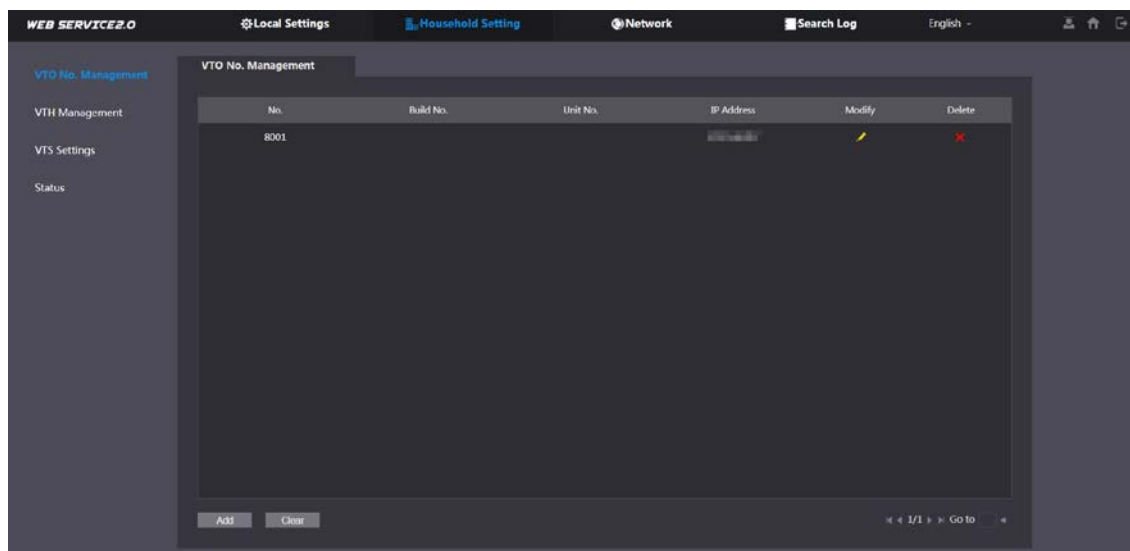 WEB SERVICE2.0 Local Settings Household Setting Network Search Log English
VTO No. Management
VTH Management
VTS Settings
Status
VTO No. Management
No. Build No. Unit No. IP Address Modify Delete
8001
Add Clear 1/1 Go to